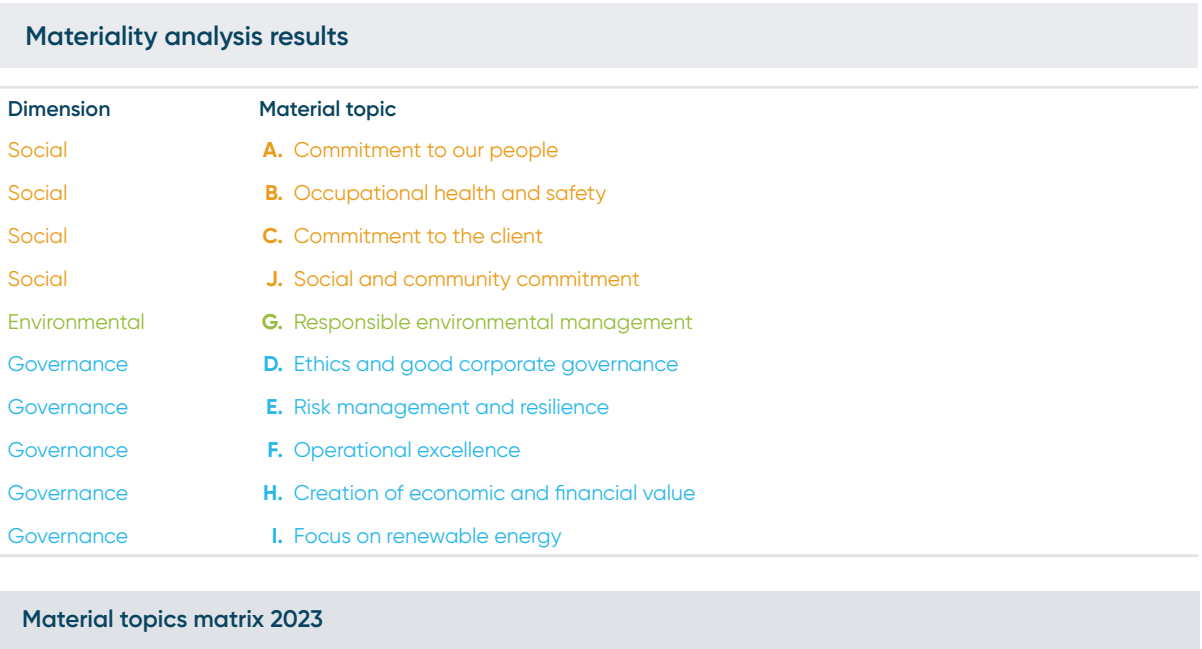 Materiality analysis results
Dimension Material topic
Social A. Commitment to our people
Social B. Occupational health and safety
Social C. Commitment to the client
Social J. Social and community commitment
Environmental G. Responsible environmental management
Governance D. Ethics and good corporate governance
Governance E. Risk management and resilience
Governance F. Operational excellence
Governance H. Creation of economic and financial value
Governance I. Focus on renewable energy
Material topics matrix 2023